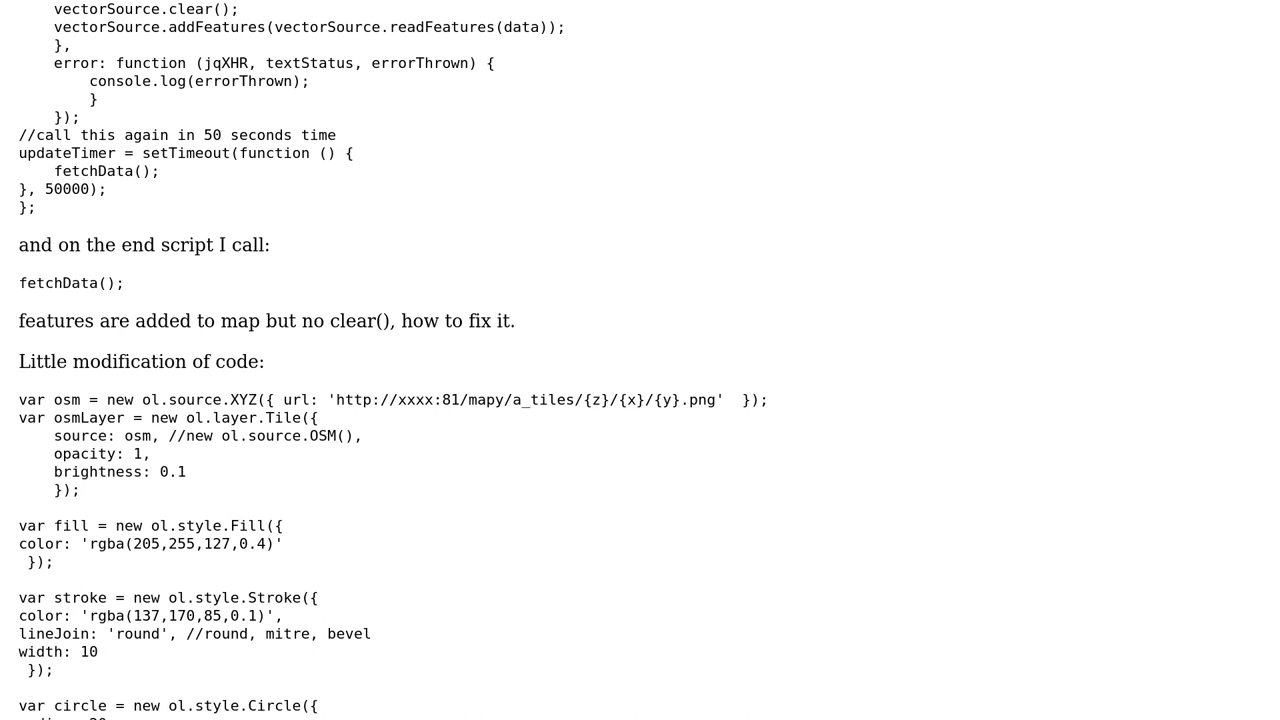 vectorSource.clear();
vectorSource.addFeatures(vectorSource.readFeatures(data));
},
error: function (jqXHR, textStatus, errorThrown) {
console.log(errorThrown);
}
});
//call this again in 50 seconds time
updateTimer = setTimeout(function () {
fetchData();
}, 50000);
};
and on the end script I call:
fetchData();
features are added to map but no clear(), how to fix it.
Little modification of code:
var osm = new ol.source.XYZ({ url: 'http://xxxx:81/mapy/a_tiles/{z}/{x}/{y}.png'  });
var osmLayer = new ol.layer.Tile({
source: osm, //new ol.source.OSM(),
opacity: 1,
brightness: 0.1
});
var fill = new ol.style.Fill({
color: 'rgba(205,255,127,0.4)'
});
var stroke = new ol.style.Stroke({
color: 'rgba(137,170,85,0.1)',
lineJoin: 'round', //round, mitre, bevel
width: 10
});
var circle = new ol.style.Circle({